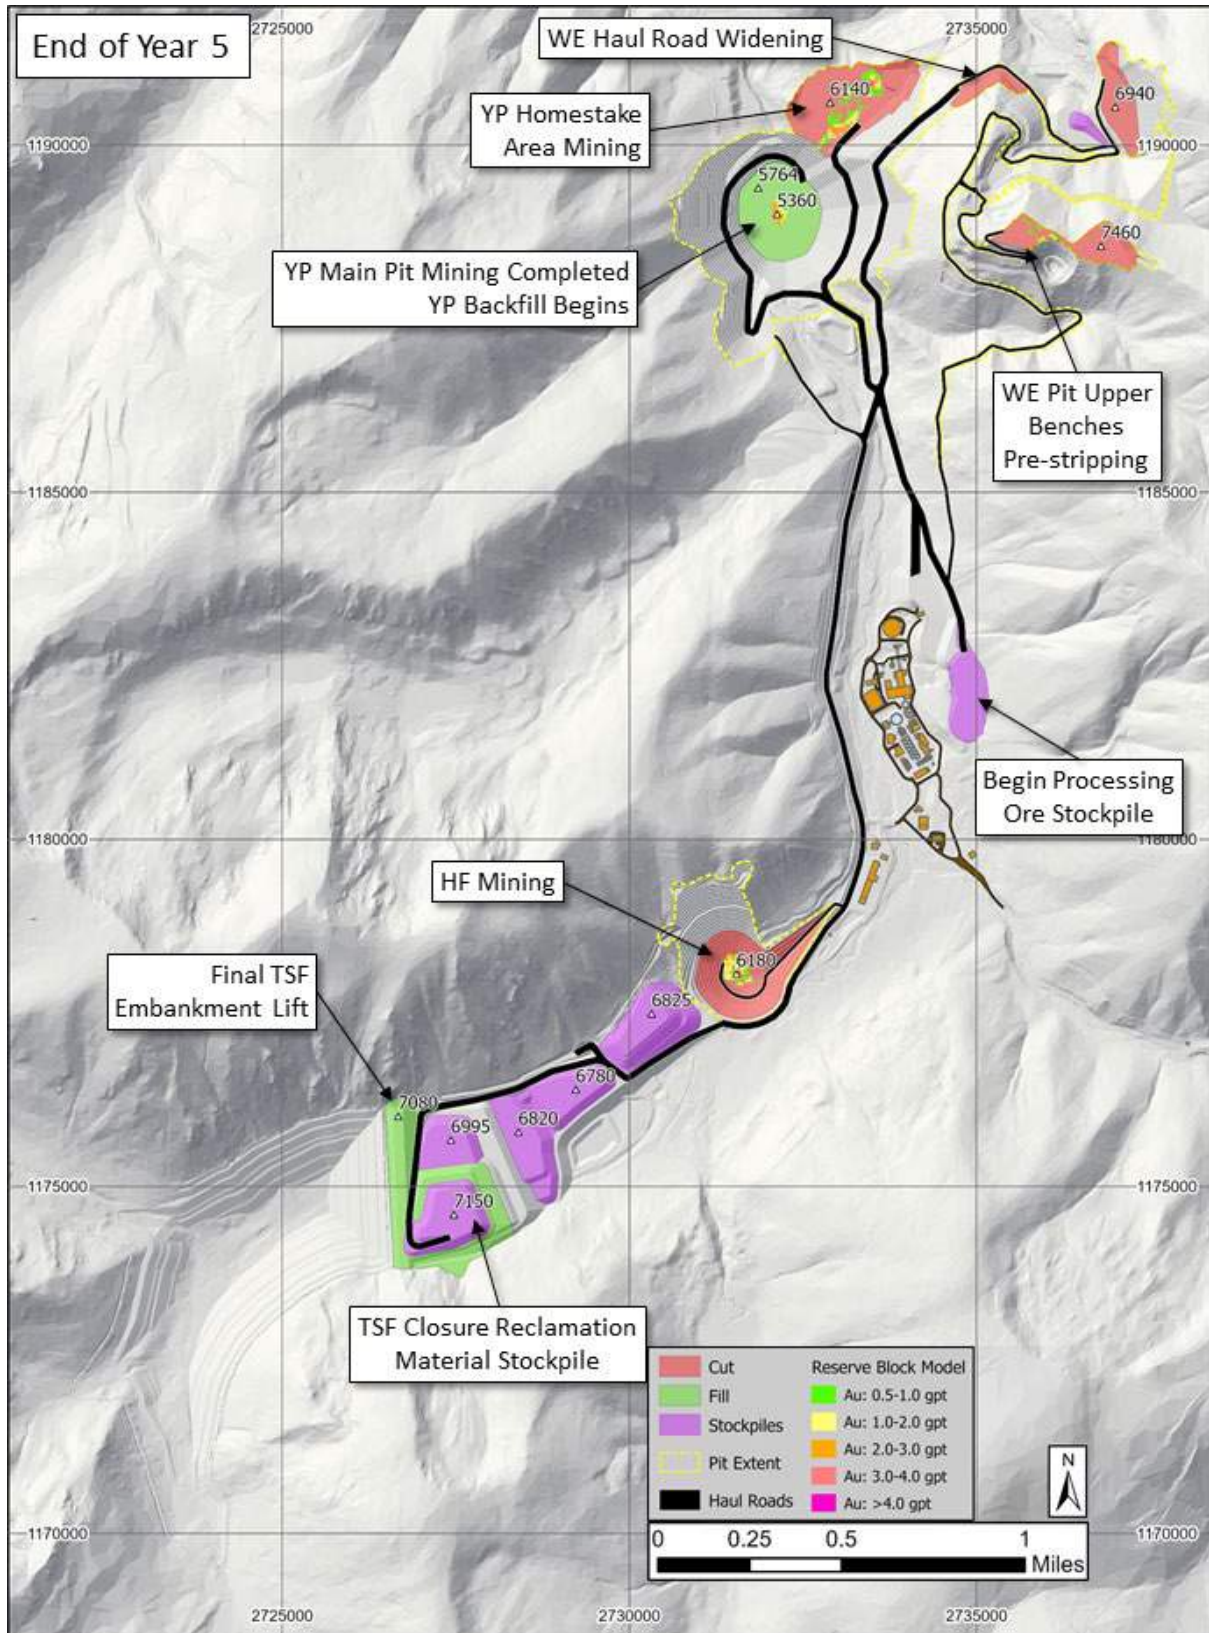 End of Year 5
2725000
2735000
WE Haul Road Widening
6140
6940
YP Homestake
Area Mining
1190000
1190000
5764
5360
7460
YP Main Pit Mining Completed
YP Backfill Begins
WE Pit Upper
Benches
Pre-stripping
1185000
1185000
Begin Processing
Ore Stockpile
1180000
1180000
HF Mining
6180
Final TSF
Embankment Lift
6825
6780
7080
6820
6995
1175000
1175000
7150
TSF Closure Reclamation
Material Stockpile
Cut
Fill
Stockpiles
Pit Extent
Haul Roads
Reserve Block Model
Au: 0.5-1.0 gpt
Au: 1.0-2.0 gpt
Au: 2.0-3.0 gpt
Au: 3.0-4.0 gpt
Au: >4.0 gpt
N
1170000
1170000
0 0.25 0.5 1
Miles
2725000
2730000
2735000